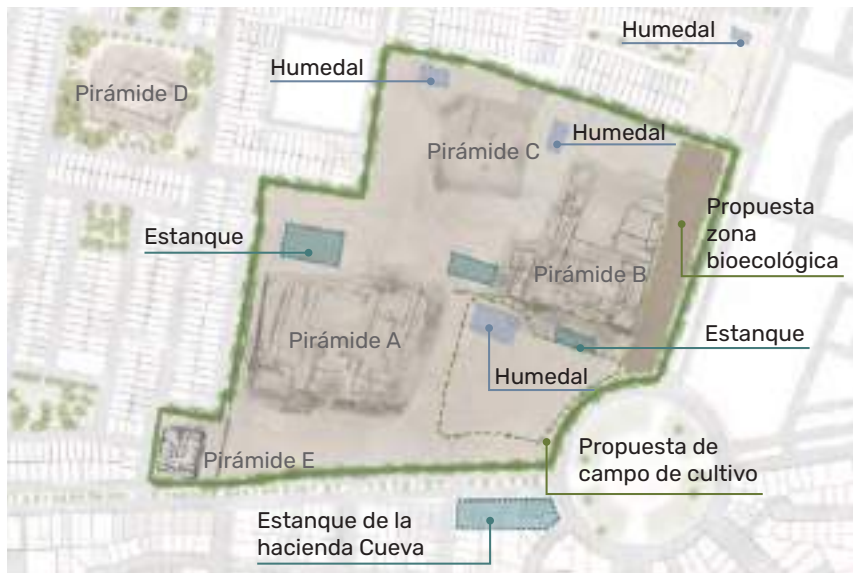 Humedal
Humedal
Pirámide D
Humedal
Pirámide C
Propuesta
zona
bioecológica
Estanque
Pirámide B
Pirámide A
Estanque
Humedal
Propuesta de
campo de cultivo
Pirámide E
Estanque de la
hacienda Cueva